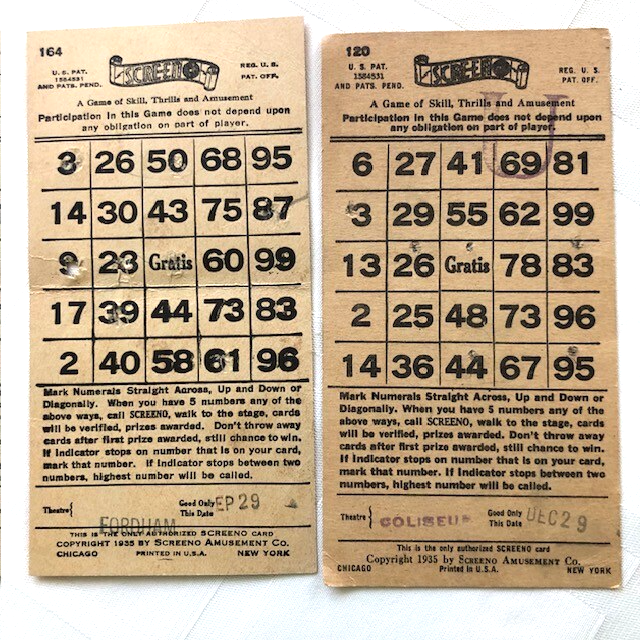 164
U. S. PAT.
1584531
AND PATS. PEND.
SCREENO
REG. U. S.
PAT. OFF.
A Game of Skill, Thrills and Amusement
Participation in this Game does not depend upon
any obligation on part of player.
3 26 50 68 95
14 30 43 75 87
9 23 Gratis 60 99
17 39 44 73 83
2 40 58 61 96
Mark Numerals Straight Across, Up and Down or
Diagonally. When you have 5 numbers any of the
above ways, call SCREENO, walk to the stage, cards
will be verified, prizes awarded. Don't throw away
cards after first prize awarded, still chance to win.
If Indicator stops on number that is on your card,
mark that number. If Indicator stops between two
numbers, highest number will be called.
Theatre} FORDHAM
Good Only
This Date EP 29
THIS IS THE ONLY AUTHORIZED SCREENO CARD
COPYRIGHT 1935 BY SCREENO AMUSEMENT CO.
CHICAGO PRINTED IN U.S.A. NEW YORK
120
U. S. PAT.
1584531
AND PATS. PEND.
SCREENO
REG. U. S.
PAT. OFF.
U
A Game of Skill, Thrills and Amusement
Participation in this Game does not depend upon
any obligation on part of player.
6 27 41 69 81
3 29 55 62 99
13 26 Gratis 78 83
2 25 48 73 96
14 36 44 67 95
Mark Numerals Straight Across, Up and Down or
Diagonally. When you have 5 numbers any of the
above ways, call SCREENO, walk to the stage, cards
will be verified, prizes awarded. Don't throw away
cards after first prize awarded, still chance to win.
If Indicator stops on number that is on your card,
mark that number. If Indicator stops between two
numbers, highest number will be called.
Theatre} COLISEUM
Good Only
This Date DEC 29
This is the only authorized SCREENO card
Copyright 1935 by Screeno Amusement Co.
CHICAGO Printed in U.S.A. NEW YORK